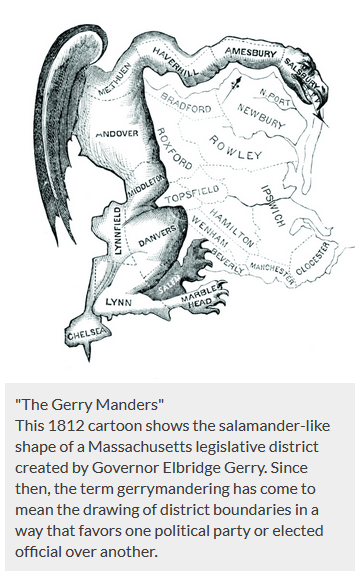 AMESBURY
HAVERHILL
SALSBURY
METHUEN
N.PORT
BRADFORD
NEWBURY
ANDOVER
ROXFORD
ROWLEY
MIDDLETON
TOPSFIELD
IPSWICH
LYNNFIELD
HAMILTON
WENHAM
DANVERS
BEVERLY
MANCHESTER
CLOCESTER
SALEM
LYNN
MARBLE
HEAD
CHELSEA
"The Gerry Manders"
This 1812 cartoon shows the salamander-like
shape of a Massachusetts legislative district
created by Governor Elbridge Gerry. Since
then, the term gerrymandering has come to
mean the drawing of district boundaries in a
way that favors one political party or elected
official over another.